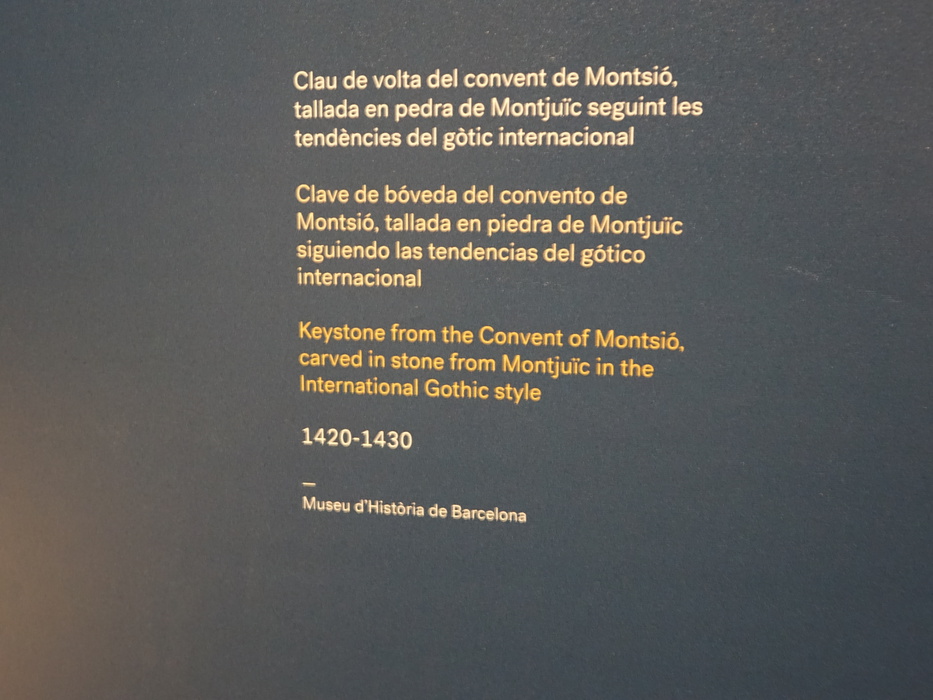 Clau de volta del convent de Montsió,
tallada en pedra de Montjuïc seguint les
tendències del gòtic internacional
Clave de bóveda del convento de
Montsió, tallada en piedra de Montjuïc
siguiendo las tendencias del gótico
internacional
Keystone from the Convent of Montsió,
carved in stone from Montjuïc in the
International Gothic style
1420-1430
—
Museu d'Història de Barcelona